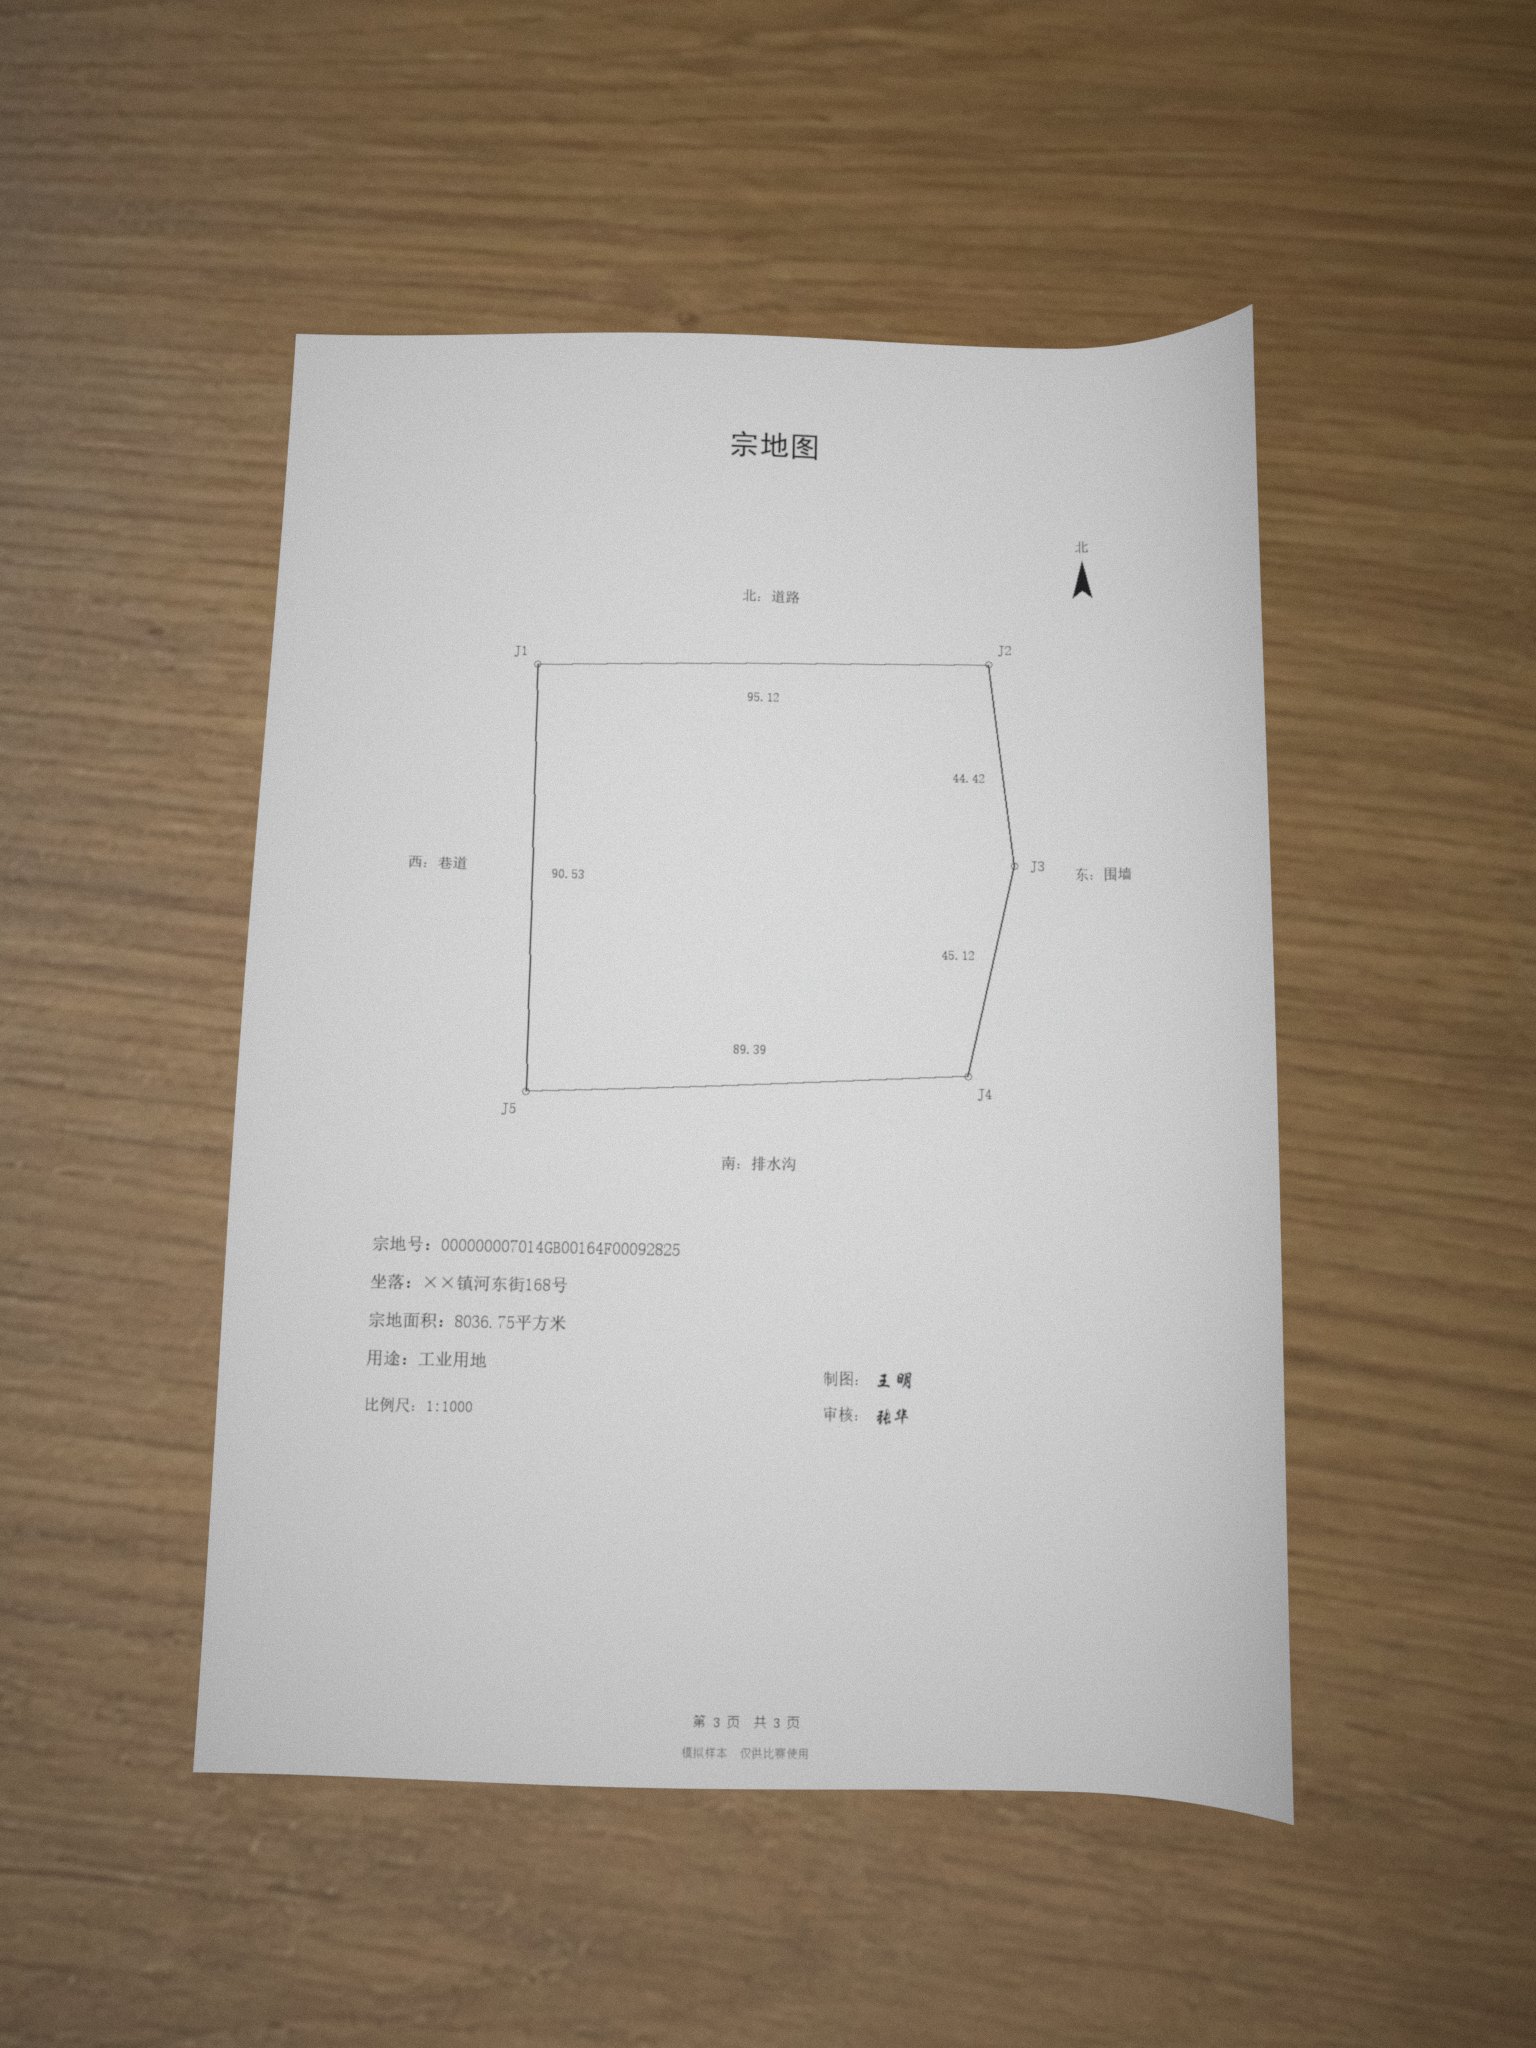 宗地图
北
北：道路
J1
J2
95.12
44.42
西：巷道
90.53
J3
东：围墙
45.12
89.39
J5
J4
南：排水沟
宗地号：000000007014GB00164F00092825
坐落：××镇河东街168号
宗地面积：8036.75平方米
用途：工业用地
比例尺：1:1000
制图：王明
审核：张华
第 3 页 共 3 页
模拟样本 仅供比赛使用